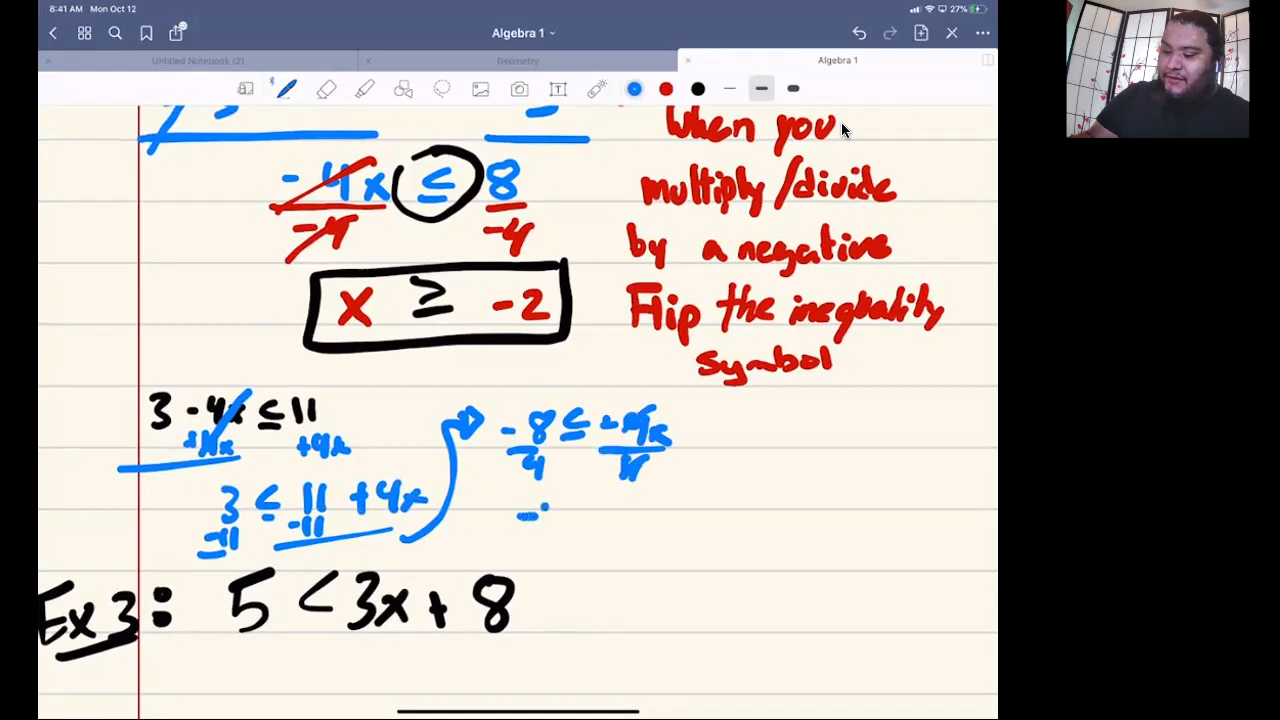 8:41 AM Mon Oct 12
27%
Algebra 1
Untitled Notebook (2)
Geometry
Algebra 1
-4x ≤ 8
-4 -4
x ≥ -2
When you
multiply/divide
by a negative
Flip the inequality
symbol
3 - 4x ≤ 11
+4x +4x
3 ≤ 11 + 4x
-11 -11
-8 ≤ +4x
4 4
Ex 3: 5 < 3x + 8